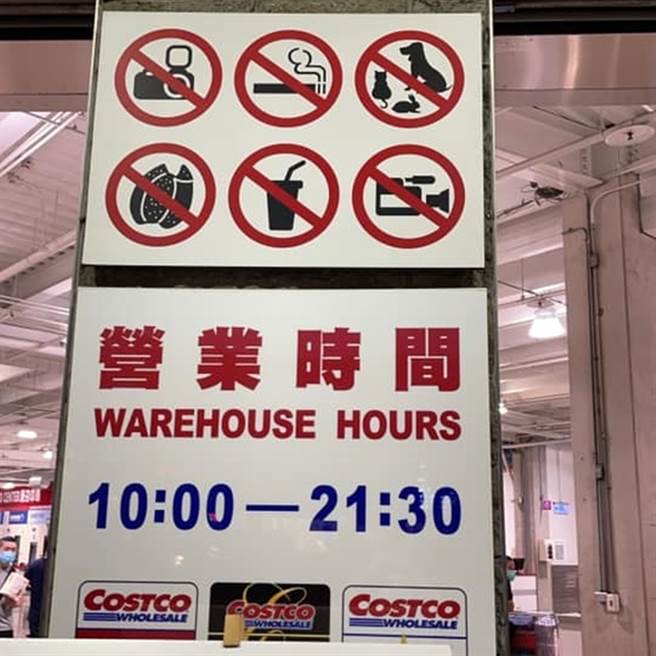 營業時間
WAREHOUSE HOURS
10:00－21:30
COSTCO
WHOLESALE
COSTCO
WHOLESALE
COSTCO
WHOLESALE